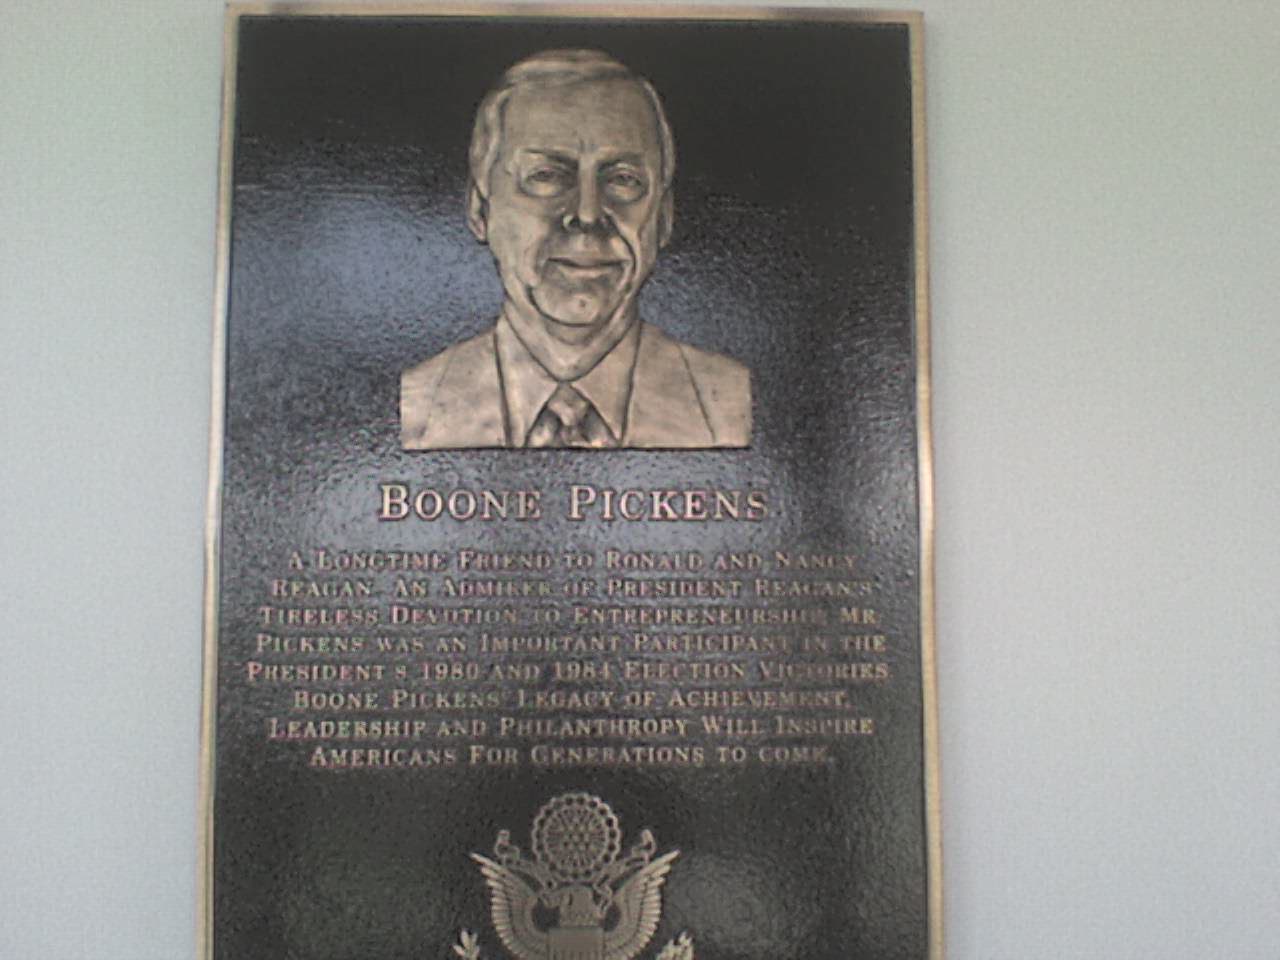 BOONE PICKENS
A LONGTIME FRIEND TO RONALD AND NANCY
REAGAN. AN ADMIRER OF PRESIDENT REAGAN'S
TIRELESS DEVOTION TO ENTREPRENEURSHIP. MR.
PICKENS WAS AN IMPORTANT PARTICIPANT IN THE
PRESIDENT'S 1980 AND 1984 ELECTION VICTORIES.
BOONE PICKENS' LEGACY OF ACHIEVEMENT,
LEADERSHIP AND PHILANTHROPY WILL INSPIRE
AMERICANS FOR GENERATIONS TO COME.